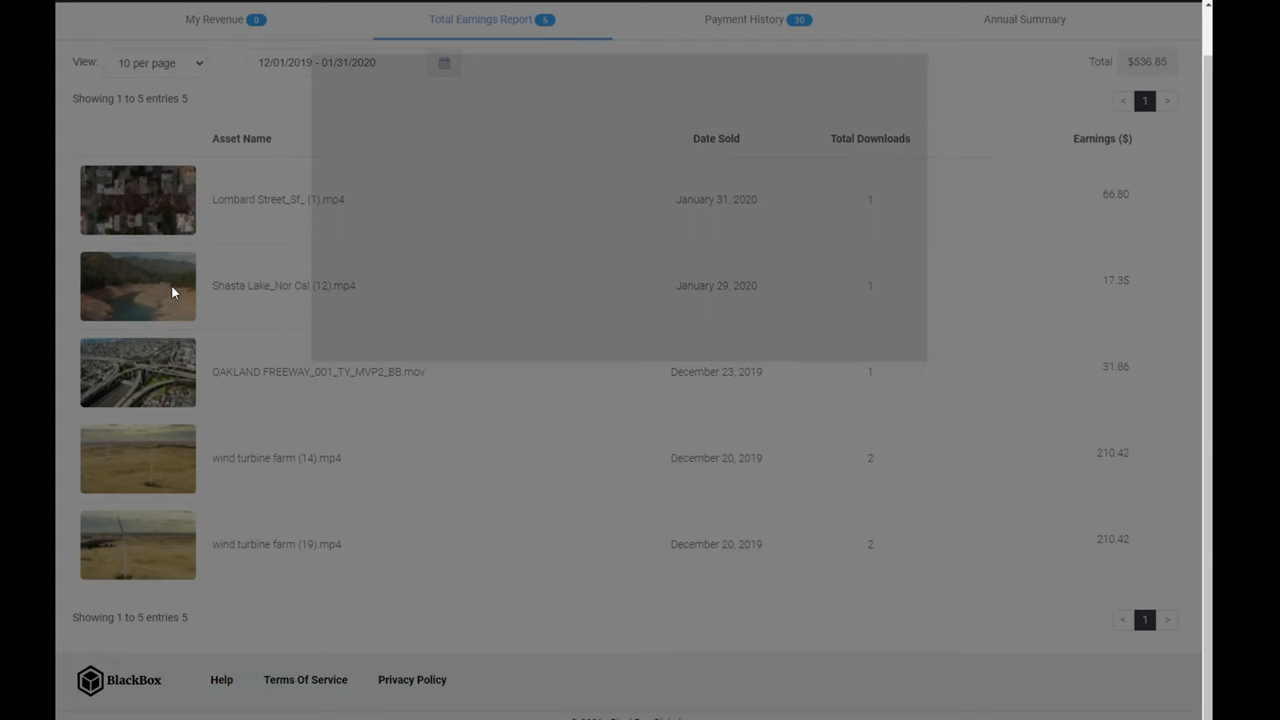 My Revenue 0 Total Earnings Report 5 Payment History 30 Annual Summary
View: 10 per page 12/01/2019 - 01/31/2020 Total $536.85
Showing 1 to 5 entries 5 < 1 >
Asset Name Date Sold Total Downloads Earnings ($)
Lombard Street_Sf_ (1).mp4 January 31, 2020 1 66.80
Shasta Lake_Nor Cal (12).mp4 January 29, 2020 1 17.35
OAKLAND FREEWAY_001_TY_MVP2_BB.mov December 23, 2019 1 31.86
wind turbine farm (14).mp4 December 20, 2019 2 210.42
wind turbine farm (19).mp4 December 20, 2019 2 210.42
Showing 1 to 5 entries 5 < 1 >
BlackBox Help Terms Of Service Privacy Policy